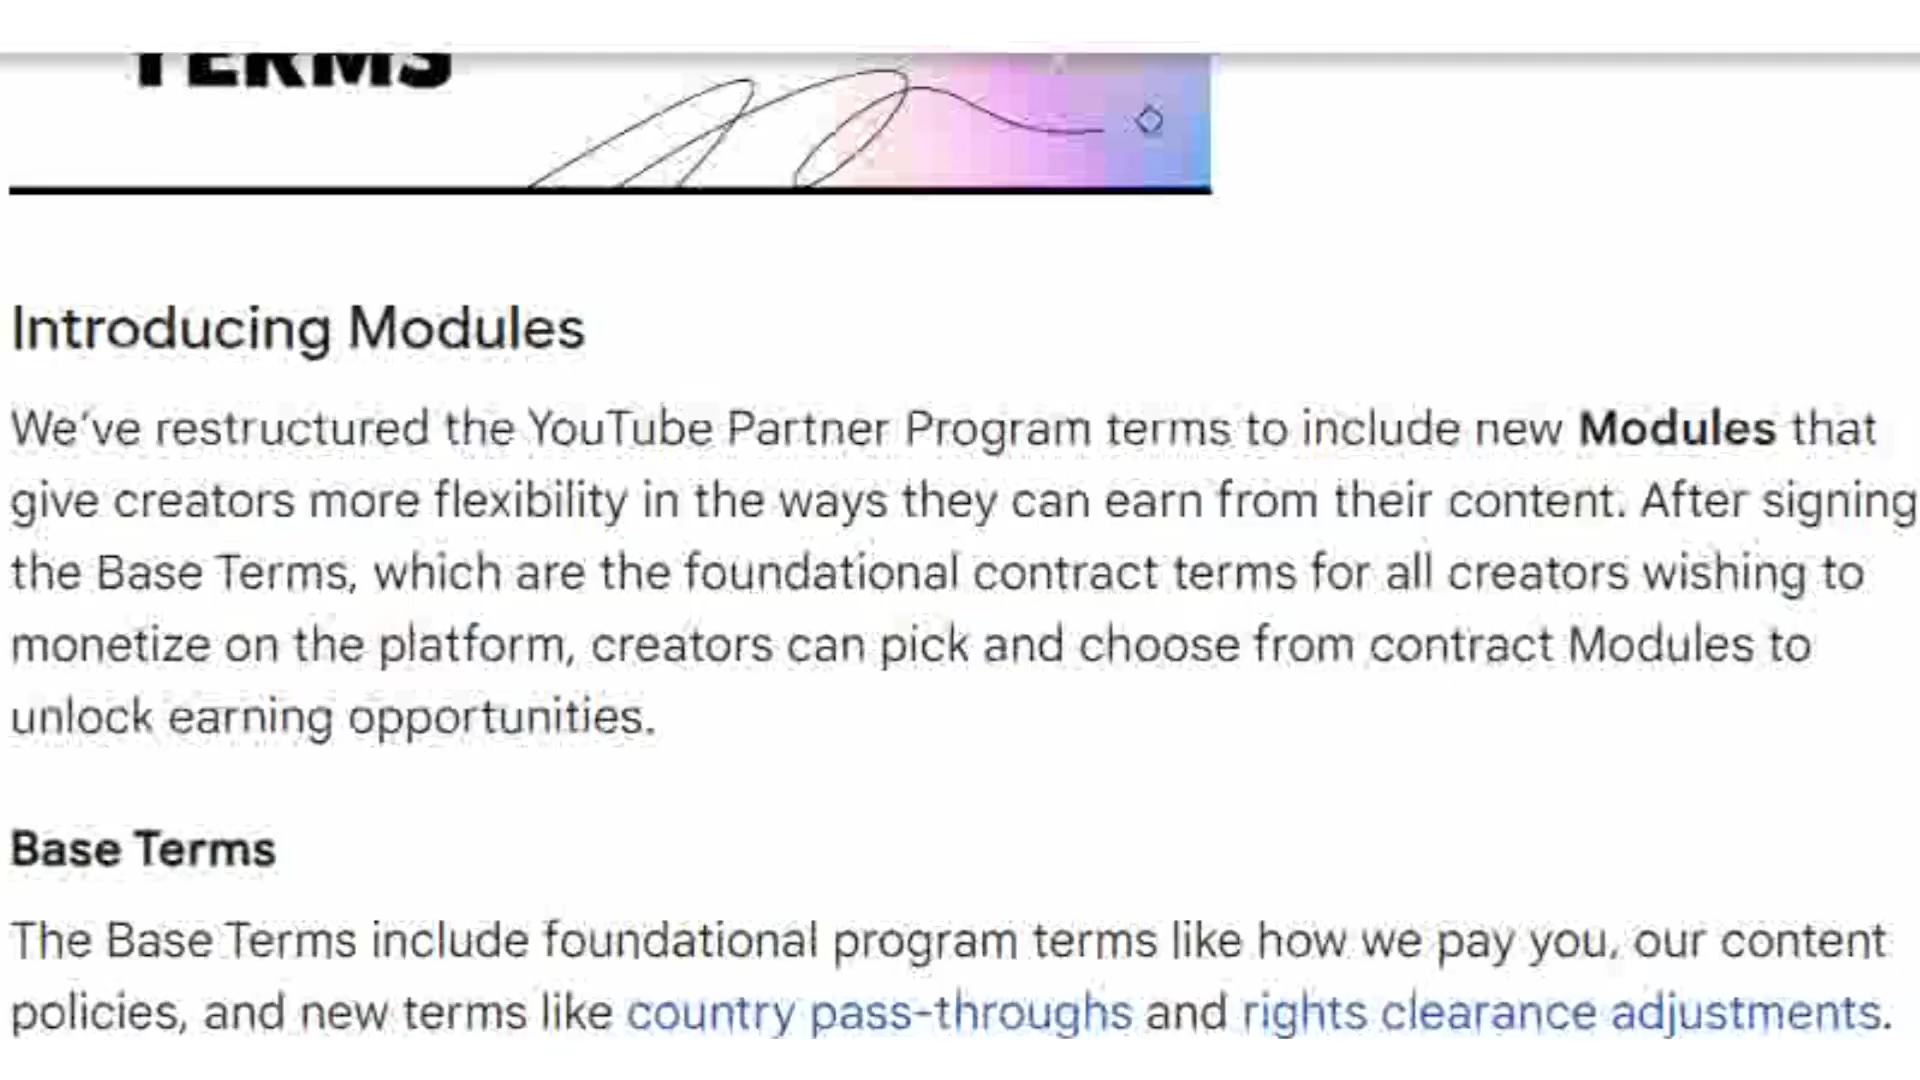 TERMS
Introducing Modules
We've restructured the YouTube Partner Program terms to include new Modules that
give creators more flexibility in the ways they can earn from their content. After signing
the Base Terms, which are the foundational contract terms for all creators wishing to
monetize on the platform, creators can pick and choose from contract Modules to
unlock earning opportunities.
Base Terms
The Base Terms include foundational program terms like how we pay you, our content
policies, and new terms like country pass-throughs and rights clearance adjustments.